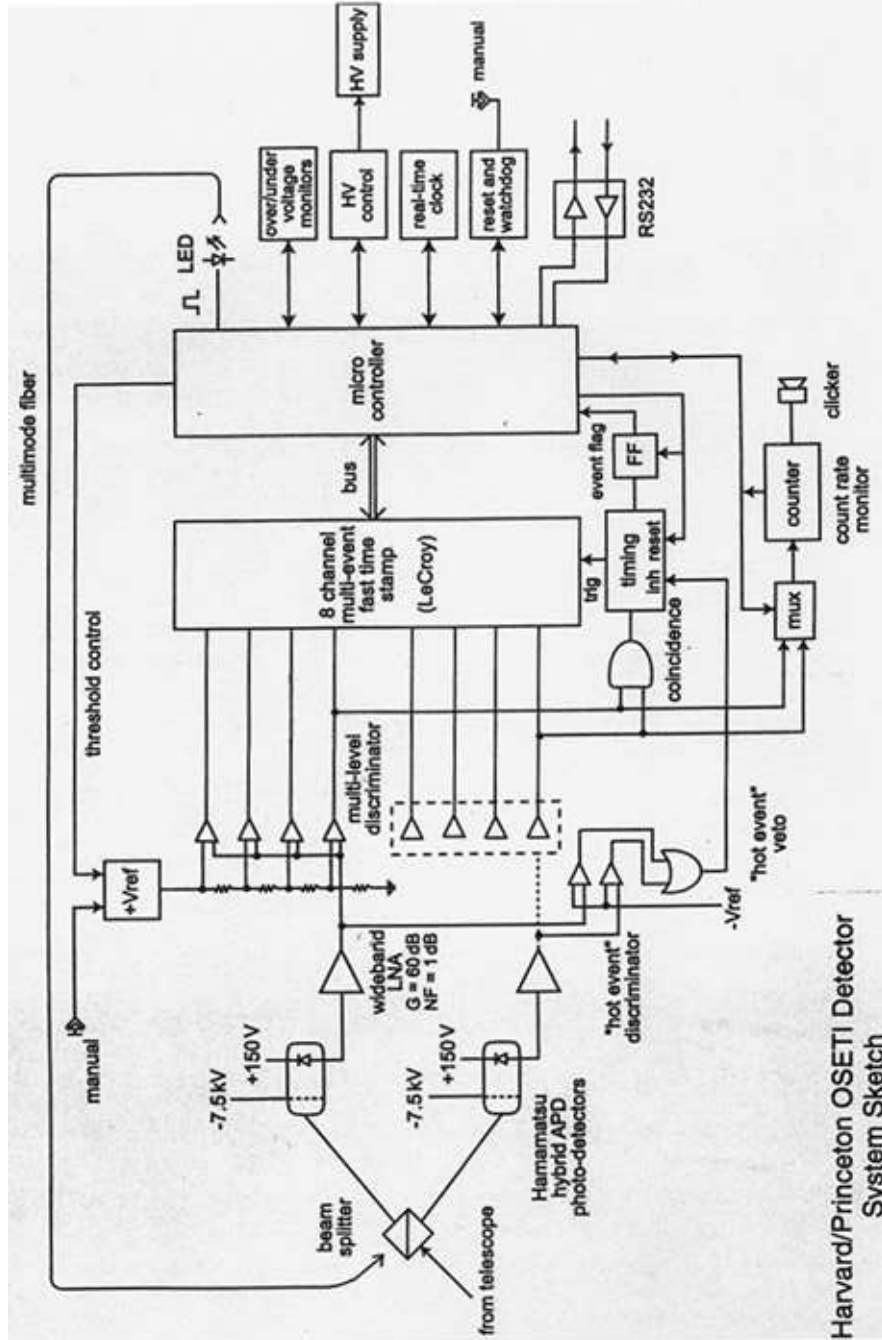 multimode fiber
threshold control
manual
+Vref
LED
over/under
voltage
monitors
HV
control
HV supply
real-time
clock
reset and
watchdog
manual
RS232
micro
controller
bus
8 channel
multi-event
fast time
stamp
(LeCroy)
multi-level
discriminator
-7.5kV
+150V
wideband
LNA
G = 60 dB
NF = 1 dB
beam
splitter
from telescope
-7.5kV
+150V
Hamamatsu
hybrid APD
photo-detectors
"hot event"
discriminator
-Vref
"hot event"
veto
coincidence
trig
timing
inh reset
event flag
FF
mux
counter
count rate
monitor
clicker
Harvard/Princeton OSETI Detector
System Sketch